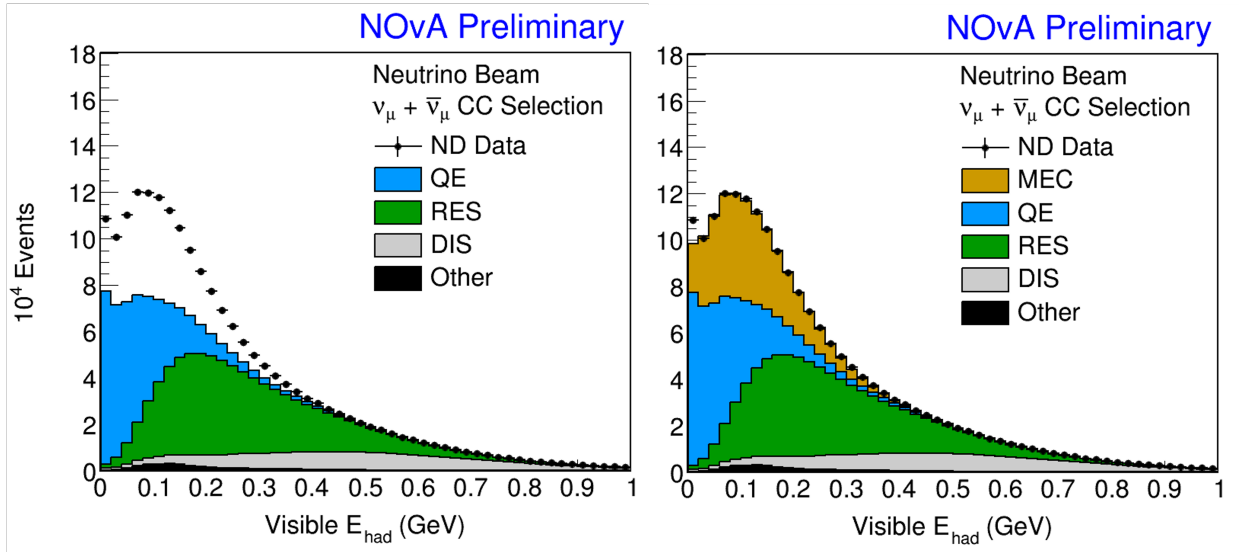 NOvA Preliminary
18
16
14
12
10
8
6
4
2
0
10⁴ Events
Neutrino Beam
νμ + ν̄μ CC Selection
ND Data
QE
RES
DIS
Other
0 0.1 0.2 0.3 0.4 0.5 0.6 0.7 0.8 0.9 1
Visible E_had (GeV)
NOvA Preliminary
18
16
14
12
10
8
6
4
2
0
Neutrino Beam
νμ + ν̄μ CC Selection
ND Data
MEC
QE
RES
DIS
Other
0 0.1 0.2 0.3 0.4 0.5 0.6 0.7 0.8 0.9 1
Visible E_had (GeV)